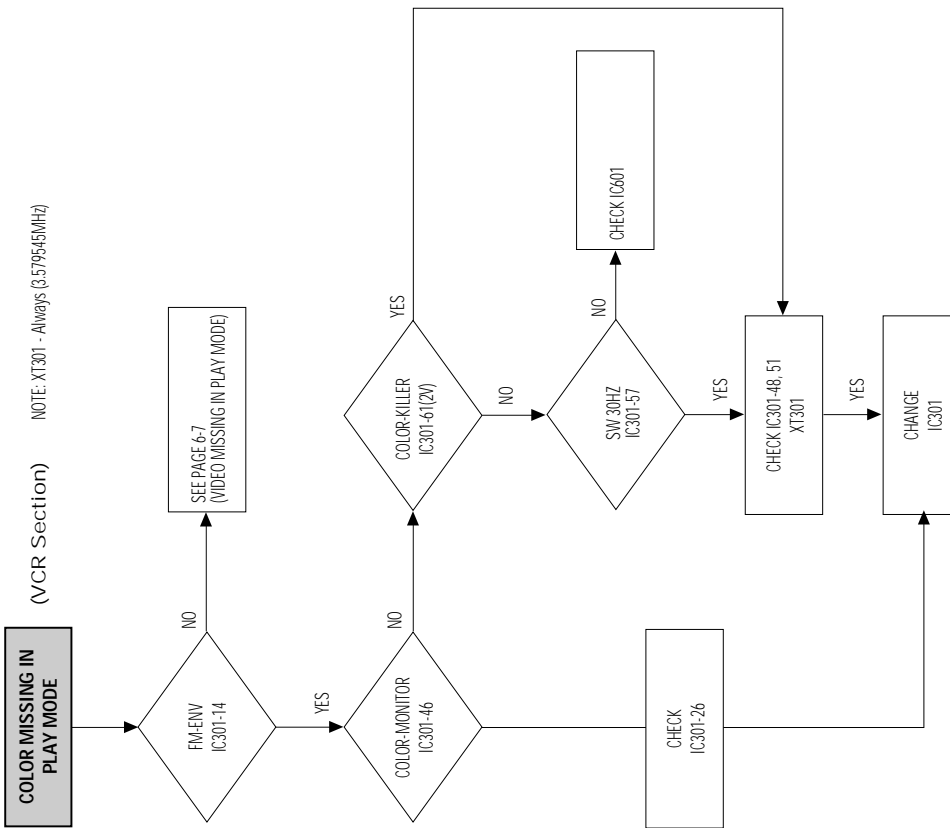 COLOR MISSING IN
PLAY MODE
(VCR Section)
NOTE: XT301 - Always (3.579545MHz)
FM-ENV
IC301-14
NO
SEE PAGE 6-7
(VIDEO MISSING IN PLAY MODE)
YES
COLOR-MONITOR
IC301-46
NO
COLOR-KILLER
IC301-61(2V)
YES
NO
SW 30HZ
IC301-57
NO
CHECK IC601
YES
CHECK IC301-48, 51
XT301
YES
CHECK
IC301-26
CHANGE
IC301